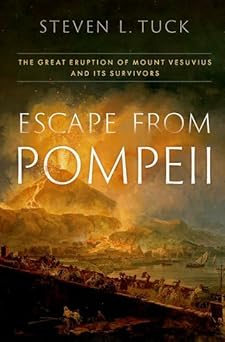 STEVEN L. TUCK
THE GREAT ERUPTION OF MOUNT VESUVIUS
AND ITS SURVIVORS
ESCAPE FROM
POMPEII